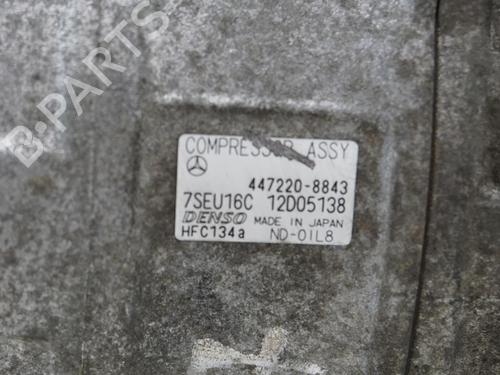 B-PARTS
COMPRESSOR ASSY
447220-8843
7SEU16C 12D05138
DENSO MADE IN JAPAN
HFC134a ND-OIL8